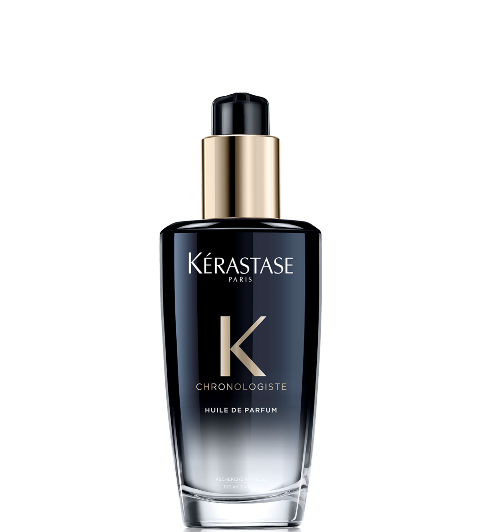 KÉRASTASE
PARIS
K
CHRONOLOGISTE
HUILE DE PARFUM